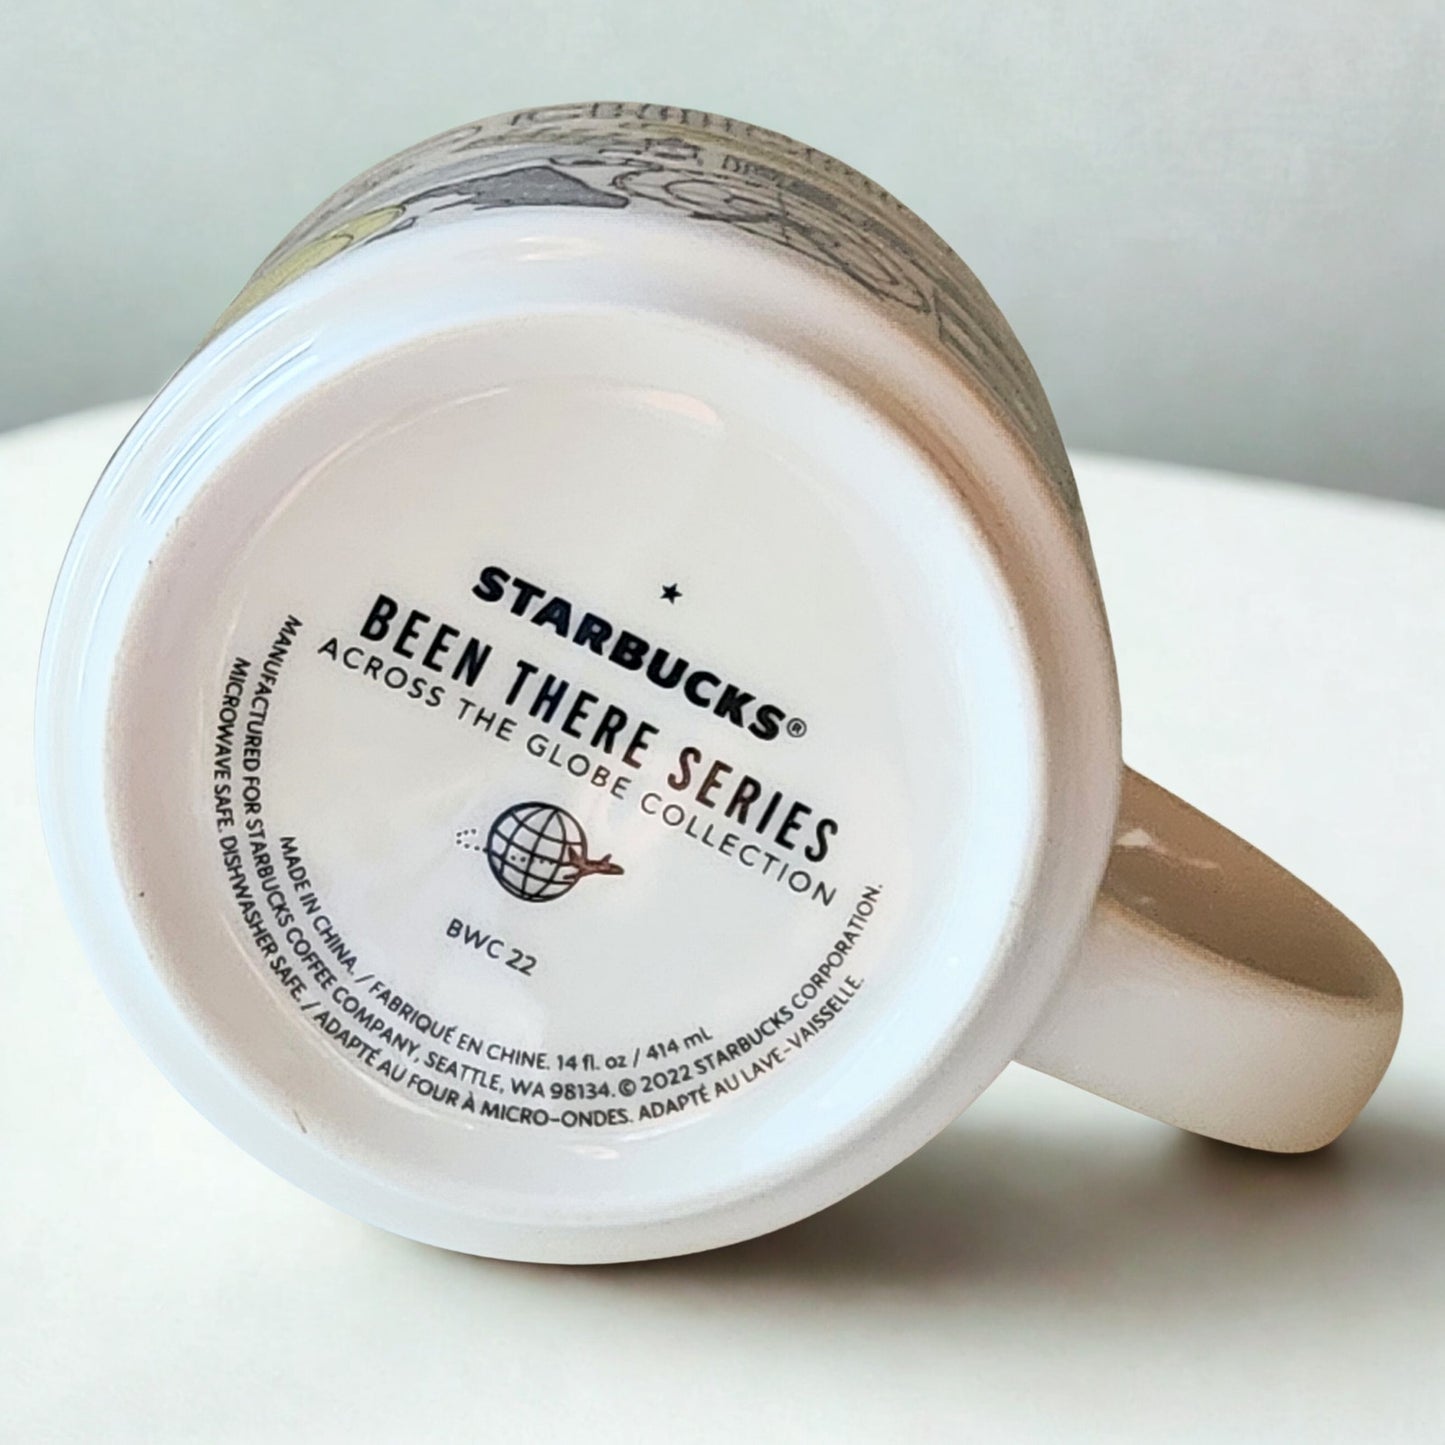 STARBUCKS®
BEEN THERE SERIES
ACROSS THE GLOBE COLLECTION
BWC 22
MADE IN CHINA. / FABRIQUÉ EN CHINE. 14 fl. oz / 414 mL
MANUFACTURED FOR STARBUCKS COFFEE COMPANY, SEATTLE, WA 98134. © 2022 STARBUCKS CORPORATION.
MICROWAVE SAFE. DISHWASHER SAFE. / ADAPTÉ AU FOUR À MICRO-ONDES. ADAPTÉ AU LAVE-VAISSELLE.